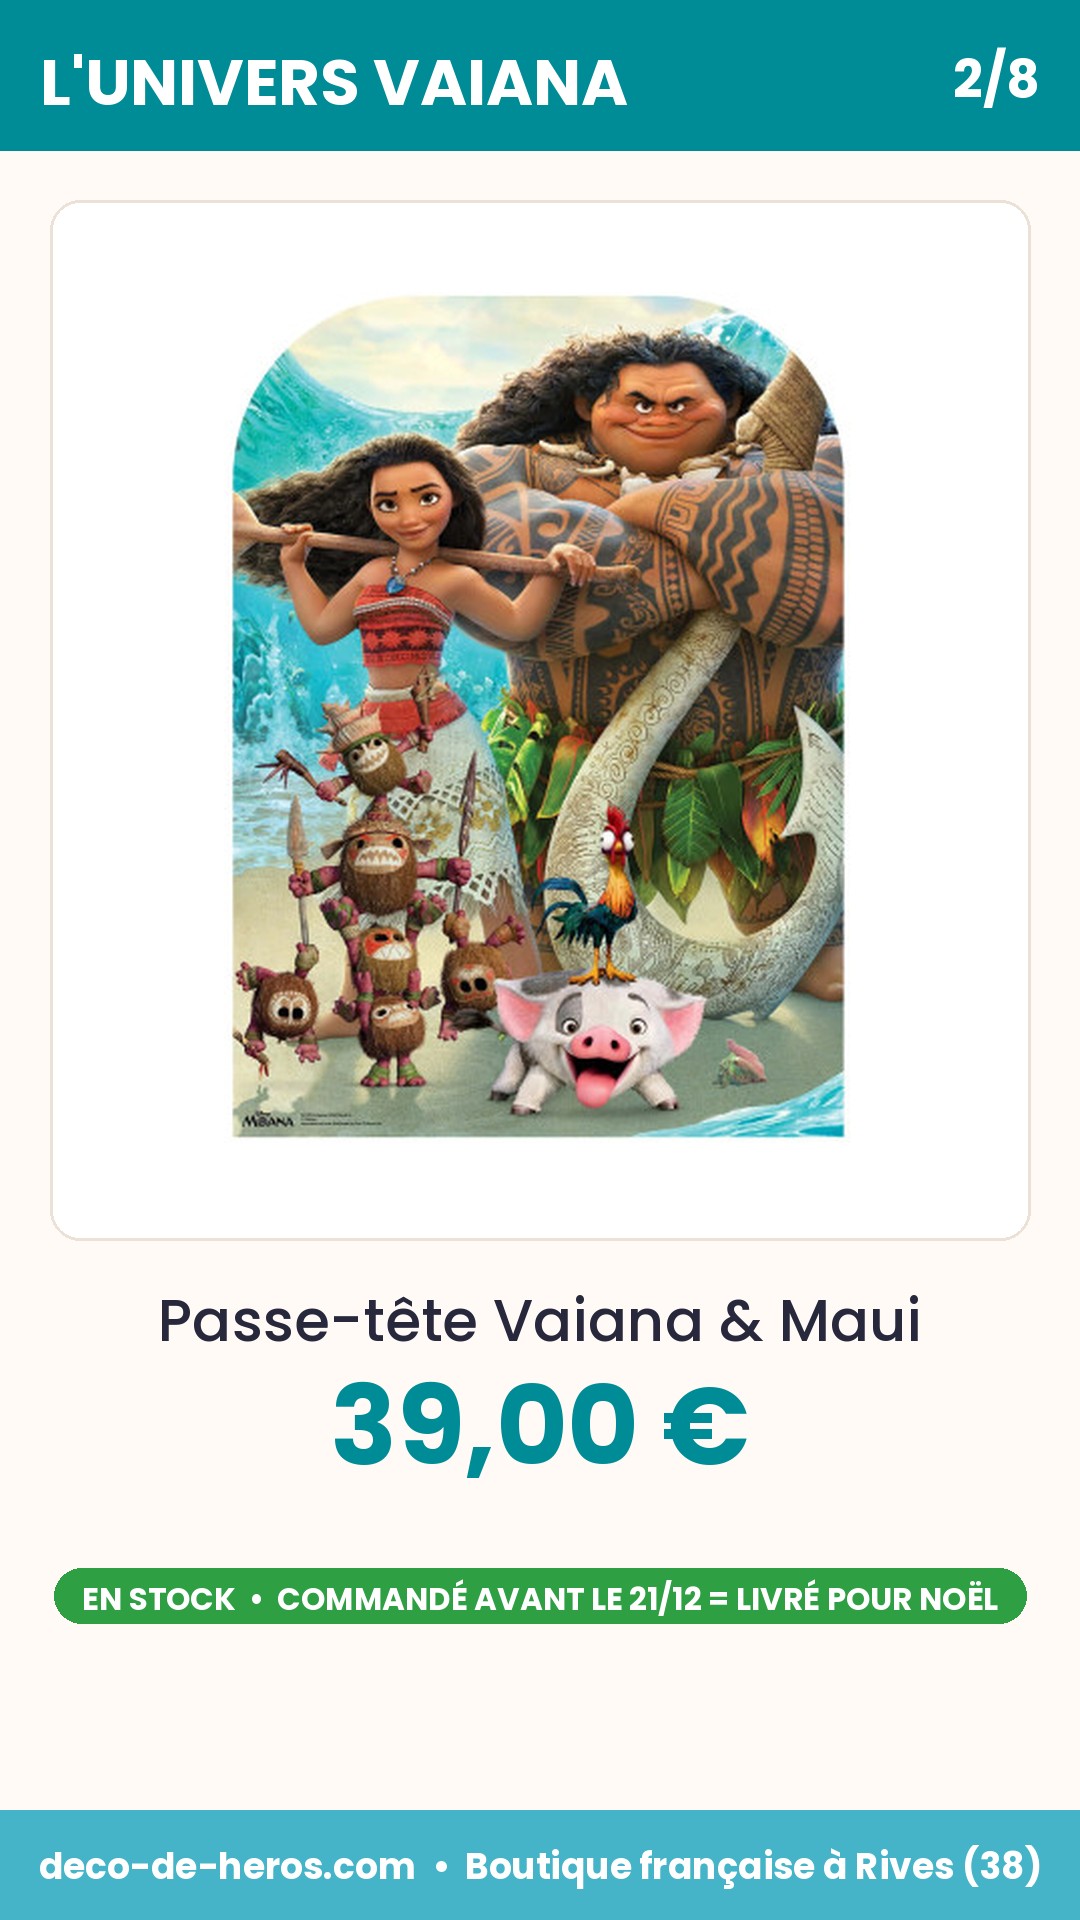 L'UNIVERS VAIANA
2/8
Disney
MOANA
Passe-tête Vaiana & Maui
39,00 €
EN STOCK • COMMANDÉ AVANT LE 21/12 = LIVRÉ POUR NOËL
deco-de-heros.com • Boutique française à Rives (38)